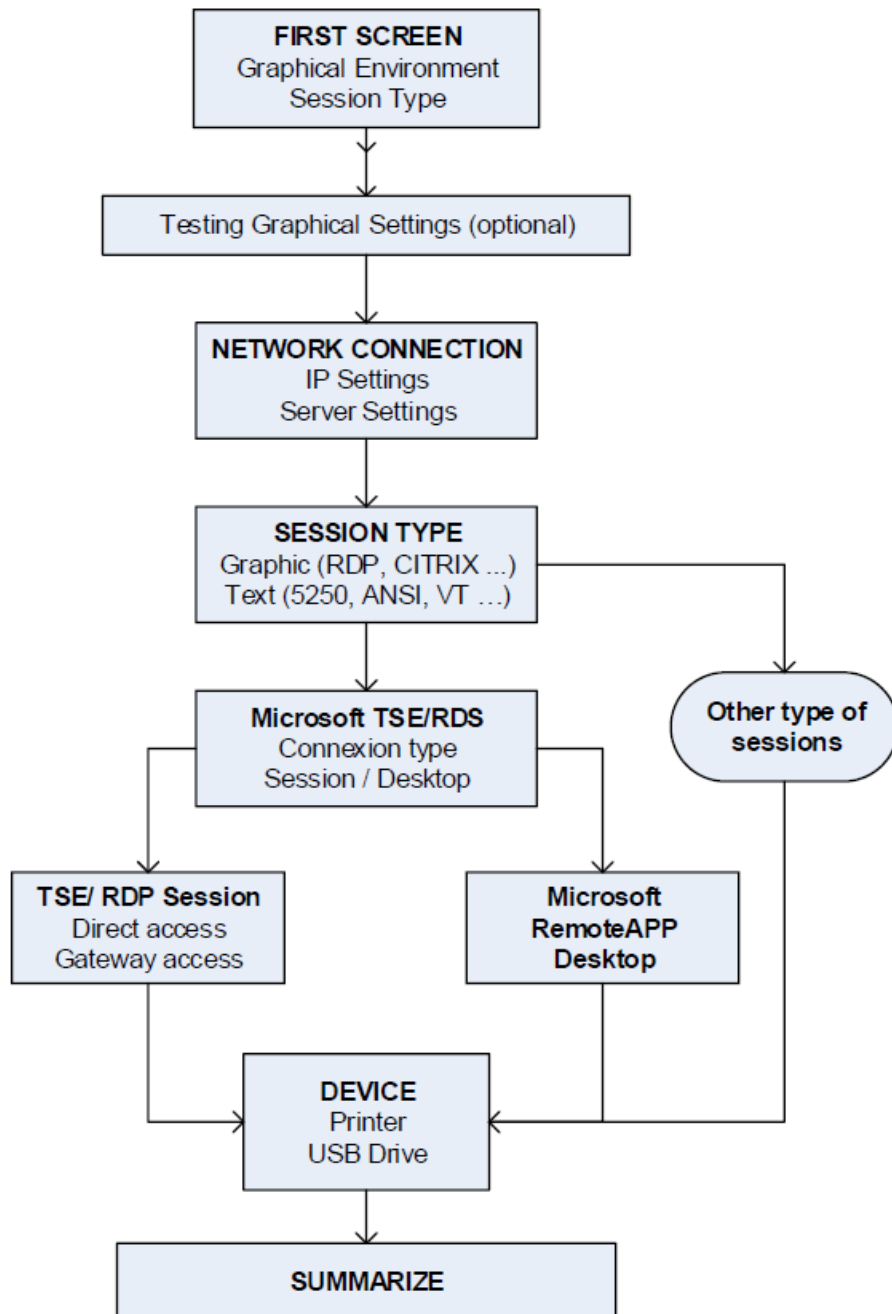 FIRST SCREEN
Graphical Environment
Session Type
Testing Graphical Settings (optional)
NETWORK CONNECTION
IP Settings
Server Settings
SESSION TYPE
Graphic (RDP, CITRIX ...)
Text (5250, ANSI, VT ...)
Microsoft TSE/RDS
Connexion type
Session / Desktop
Other type of
sessions
TSE/ RDP Session
Direct access
Gateway access
Microsoft
RemoteAPP
Desktop
DEVICE
Printer
USB Drive
SUMMARIZE